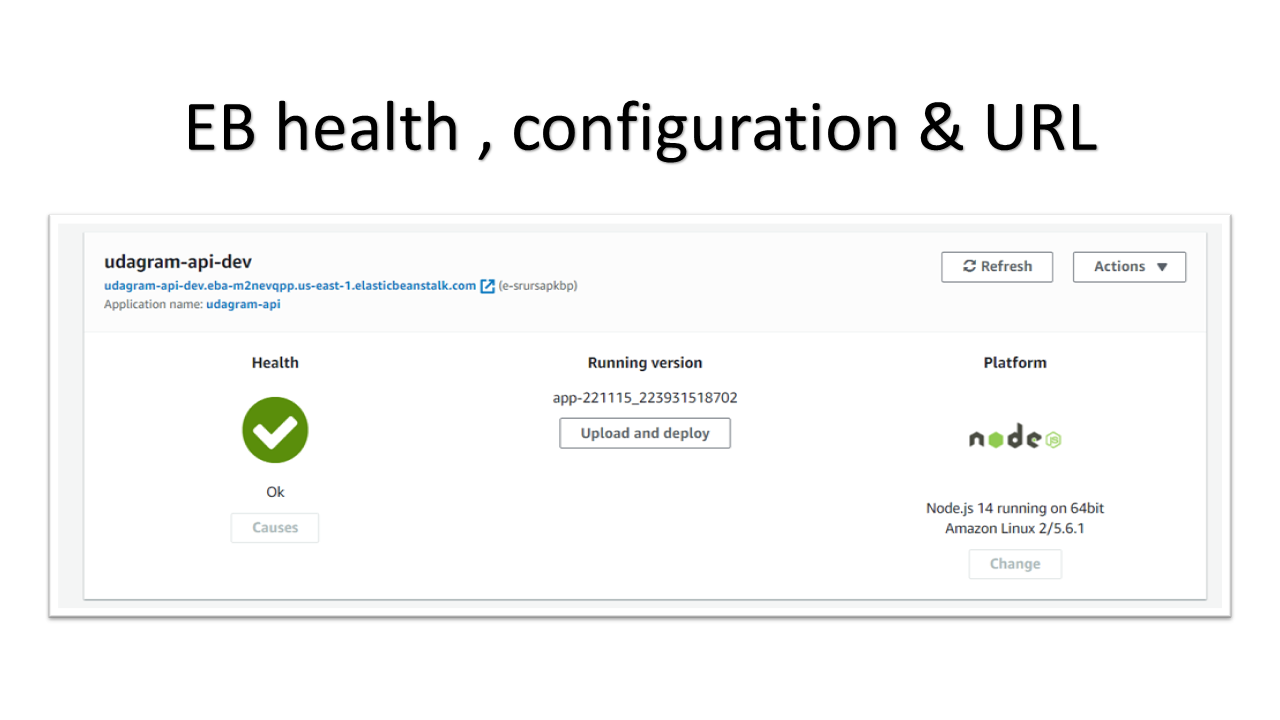 EB health , configuration & URL
udagram-api-dev
udagram-api-dev.eba-m2nevqpp.us-east-1.elasticbeanstalk.com (e-srursapkbp)
Application name: udagram-api
Refresh
Actions
Health
Ok
Causes
Running version
app-221115_223931518702
Upload and deploy
Platform
node JS
Node.js 14 running on 64bit
Amazon Linux 2/5.6.1
Change